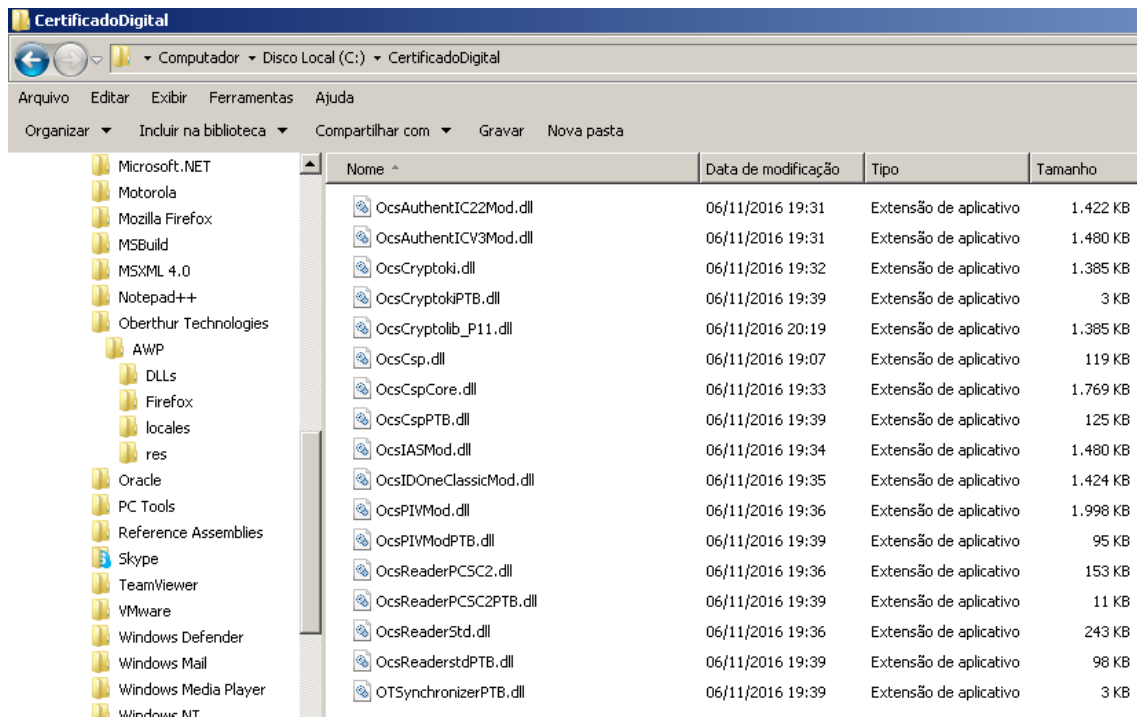 CertificadoDigital
Computador Disco Local (C:) CertificadoDigital
Arquivo Editar Exibir Ferramentas Ajuda
Organizar Incluir na biblioteca Compartilhar com Gravar Nova pasta
Microsoft.NET
Motorola
Mozilla Firefox
MSBuild
MSXML 4.0
Notepad++
Oberthur Technologies
AWP
DLLs
Firefox
locales
res
Oracle
PC Tools
Reference Assemblies
Skype
TeamViewer
VMware
Windows Defender
Windows Mail
Windows Media Player
Windows NT
Nome Data de modificação Tipo Tamanho
OcsAuthentIC22Mod.dll 06/11/2016 19:31 Extensão de aplicativo 1.422 KB
OcsAuthentICV3Mod.dll 06/11/2016 19:31 Extensão de aplicativo 1.480 KB
OcsCryptoki.dll 06/11/2016 19:32 Extensão de aplicativo 1.385 KB
OcsCryptokiPTB.dll 06/11/2016 19:39 Extensão de aplicativo 3 KB
OcsCryptolib_P11.dll 06/11/2016 20:19 Extensão de aplicativo 1.385 KB
OcsCsp.dll 06/11/2016 19:07 Extensão de aplicativo 119 KB
OcsCspCore.dll 06/11/2016 19:33 Extensão de aplicativo 1.769 KB
OcsCspPTB.dll 06/11/2016 19:39 Extensão de aplicativo 125 KB
OcsIASMod.dll 06/11/2016 19:34 Extensão de aplicativo 1.480 KB
OcsIDOneClassicMod.dll 06/11/2016 19:35 Extensão de aplicativo 1.424 KB
OcsPIVMod.dll 06/11/2016 19:36 Extensão de aplicativo 1.998 KB
OcsPIVModPTB.dll 06/11/2016 19:39 Extensão de aplicativo 95 KB
OcsReaderPCSC2.dll 06/11/2016 19:36 Extensão de aplicativo 153 KB
OcsReaderPCSC2PTB.dll 06/11/2016 19:39 Extensão de aplicativo 11 KB
OcsReaderStd.dll 06/11/2016 19:36 Extensão de aplicativo 243 KB
OcsReaderstdPTB.dll 06/11/2016 19:39 Extensão de aplicativo 98 KB
OTSynchronizerPTB.dll 06/11/2016 19:39 Extensão de aplicativo 3 KB